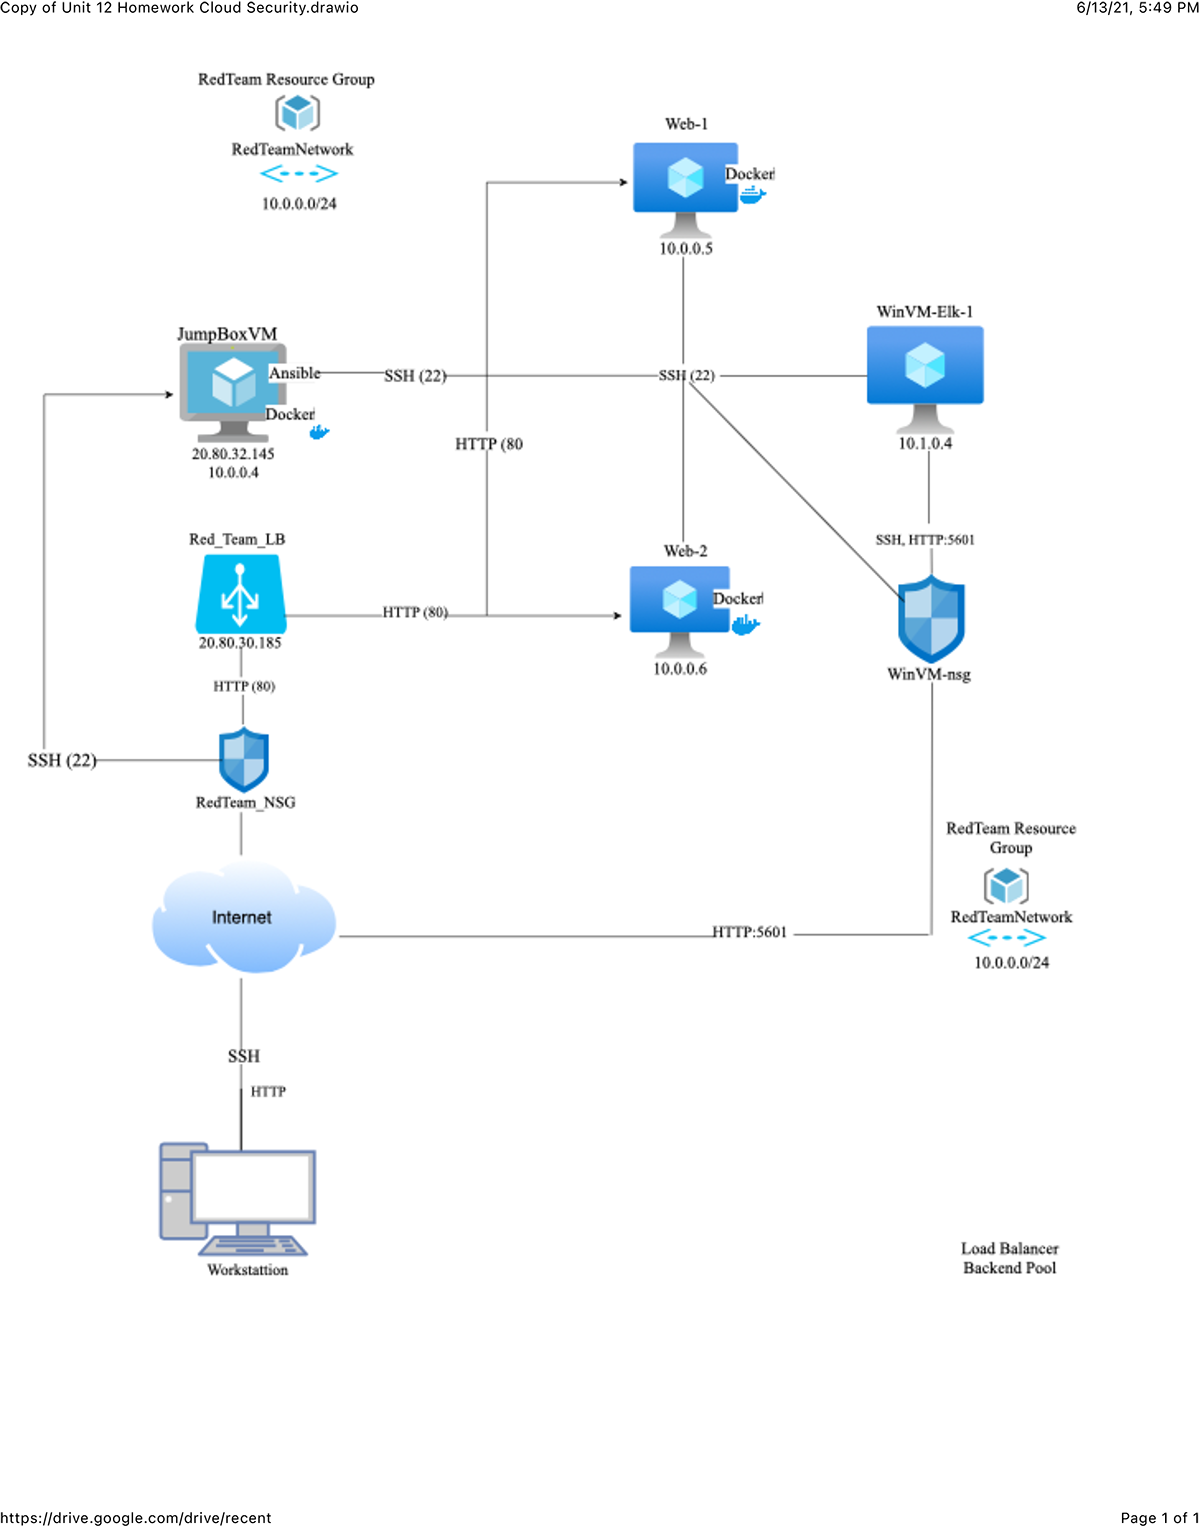 Copy of Unit 12 Homework Cloud Security.drawio
6/13/21, 5:49 PM
RedTeam Resource Group
RedTeamNetwork
10.0.0.0/24
Web-1
Docker
10.0.0.5
WinVM-Elk-1
10.1.0.4
JumpBoxVM
Ansible
Docker
20.80.32.145
10.0.0.4
SSH (22)
SSH (22)
HTTP (80
SSH, HTTP:5601
Red_Team_LB
20.80.30.185
HTTP (80)
Web-2
Docker
10.0.0.6
WinVM-nsg
HTTP (80)
SSH (22)
RedTeam_NSG
RedTeam Resource
Group
RedTeamNetwork
10.0.0.0/24
Internet
HTTP:5601
SSH
HTTP
Workstattion
Load Balancer
Backend Pool
https://drive.google.com/drive/recent
Page 1 of 1